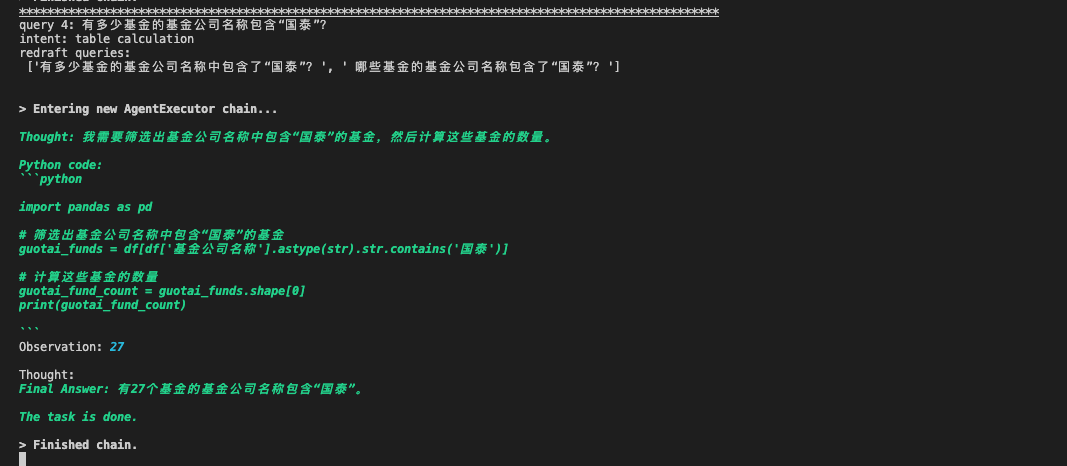 > Finished chain.
****************************************************************************************************
query 4: 有多少基金的基金公司名称包含“国泰”?
intent: table calculation
redraft queries:
['有多少基金的基金公司名称中包含了“国泰”? ', ' 哪些基金的基金公司名称包含了“国泰”? ']
> Entering new AgentExecutor chain...
Thought: 我需要筛选出基金公司名称中包含“国泰”的基金，然后计算这些基金的数量。
Python code:
```python
import pandas as pd
# 筛选出基金公司名称中包含“国泰”的基金
guotai_funds = df[df['基金公司名称'].astype(str).str.contains('国泰')]
# 计算这些基金的数量
guotai_fund_count = guotai_funds.shape[0]
print(guotai_fund_count)
```
Observation: 27
Thought:
Final Answer: 有27个基金的基金公司名称包含“国泰”。
The task is done.
> Finished chain.